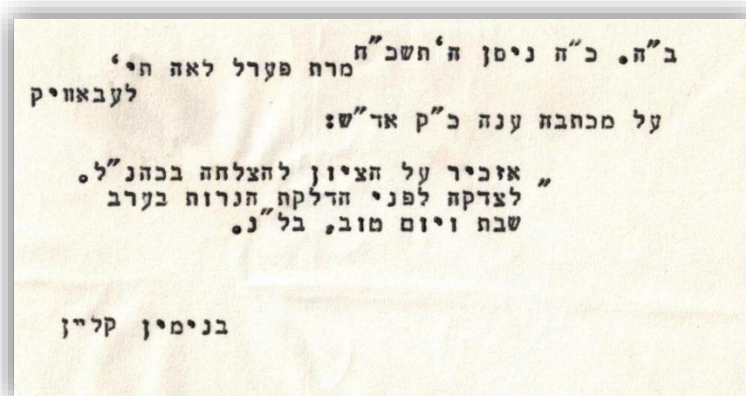 ב"ה. כ"ה ניסן ה'תשכ"ח
מרת פערל לאה תי'
לעבאוויק
על מכתבה ענה כ"ק אד"ש:
" אזכיר על הציון להצלחה בכהנ"ל.
לצדקה לפני הדלקת הנרות בערב
שבת ויום טוב, בל"נ.
בנימין קליין